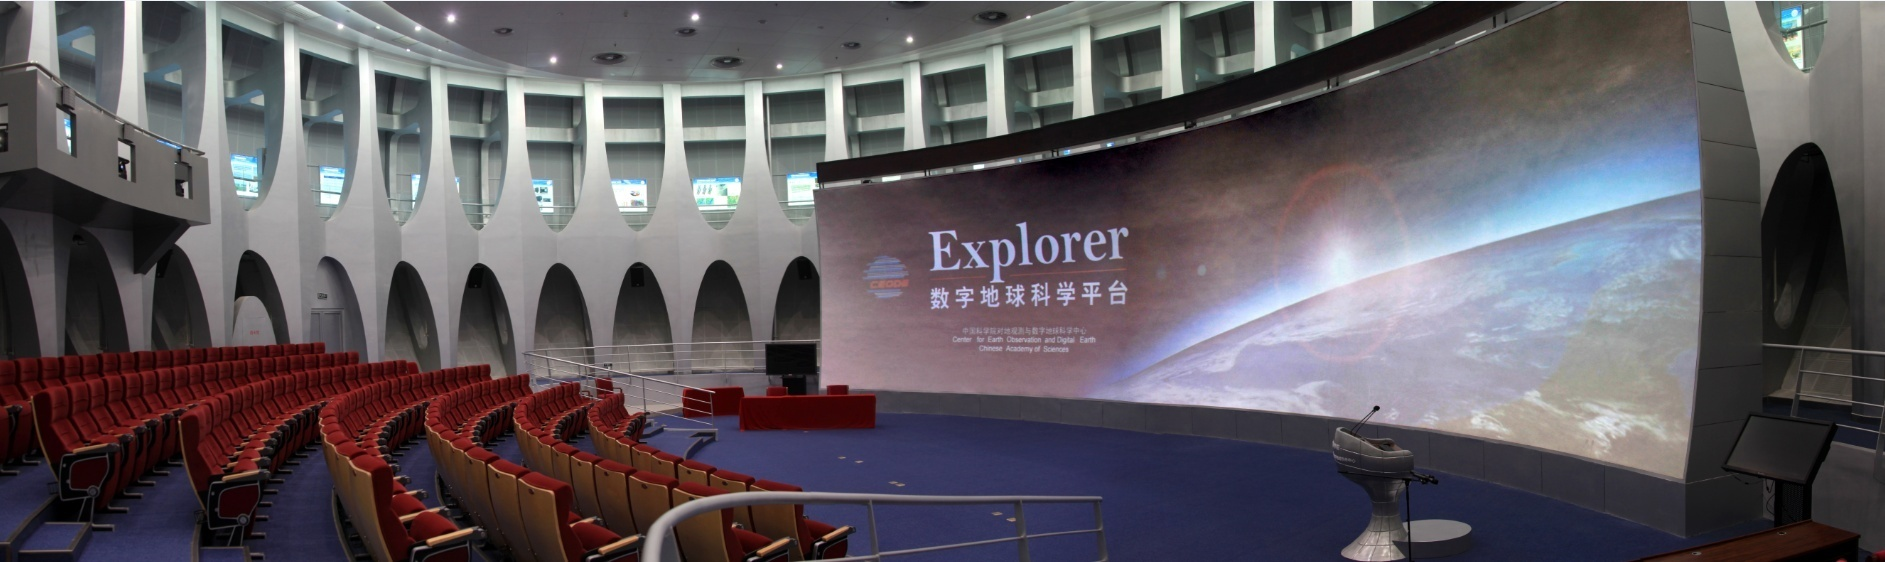 Explorer
CEODE
数字地球科学平台
中国科学院对地观测与数字地球科学中心
Center for Earth Observation and Digital Earth
Chinese Academy of Sciences